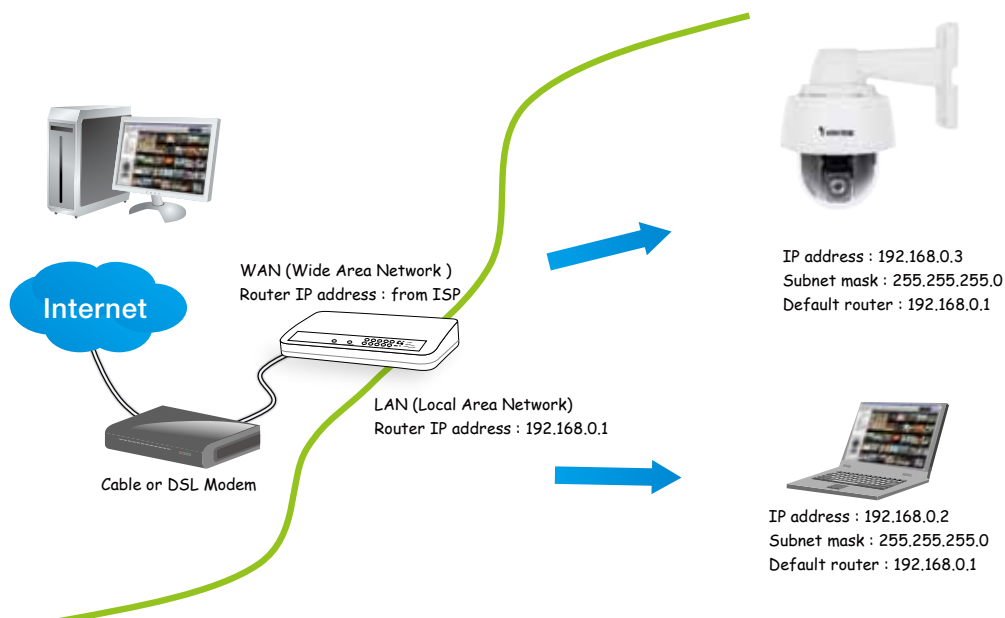 WAN (Wide Area Network )
Router IP address : from ISP
Internet
Cable or DSL Modem
LAN (Local Area Network)
Router IP address : 192.168.0.1
IP address : 192.168.0.3
Subnet mask : 255.255.255.0
Default router : 192.168.0.1
IP address : 192.168.0.2
Subnet mask : 255.255.255.0
Default router : 192.168.0.1